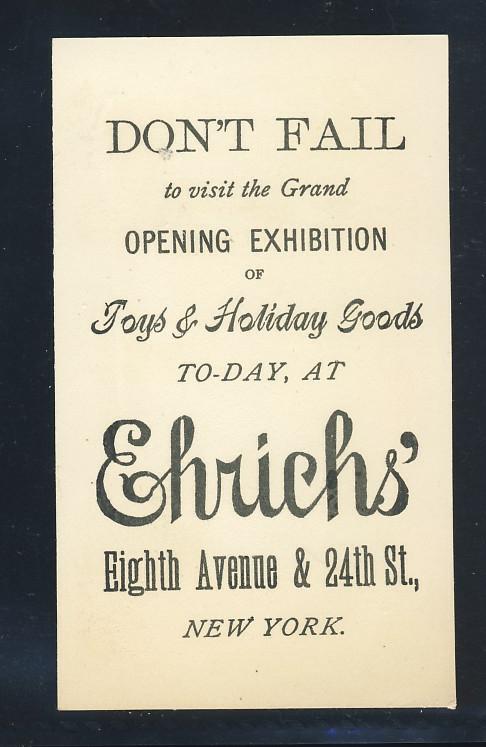 DON'T FAIL
to visit the Grand
OPENING EXHIBITION
OF
Toys & Holiday Goods
TO-DAY, AT
Ehrichs'
Eighth Avenue & 24th St.,
NEW YORK.